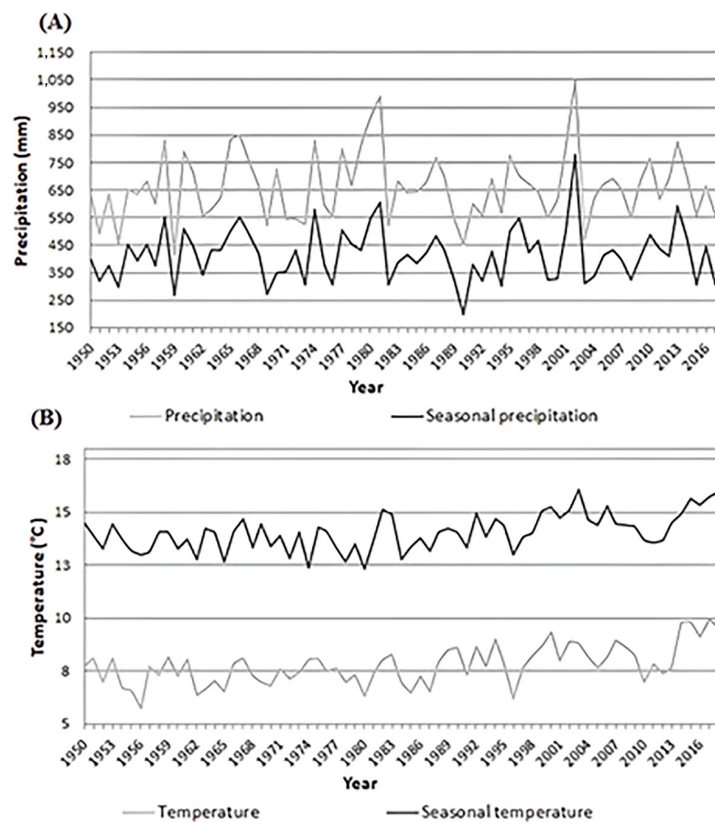 (A)
Precipitation (mm)
1,150
1,050
950
850
750
650
550
450
350
250
150
1950 1953 1956 1959 1962 1965 1968 1971 1974 1977 1980 1983 1986 1989 1992 1995 1998 2001 2004 2007 2010 2013 2016
Year
Precipitation Seasonal precipitation
(B)
Temperature (°C)
18
15
13
10
8
5
1950 1953 1956 1959 1962 1965 1968 1971 1974 1977 1980 1983 1986 1989 1992 1995 1998 2001 2004 2007 2010 2013 2016
Year
Temperature Seasonal temperature